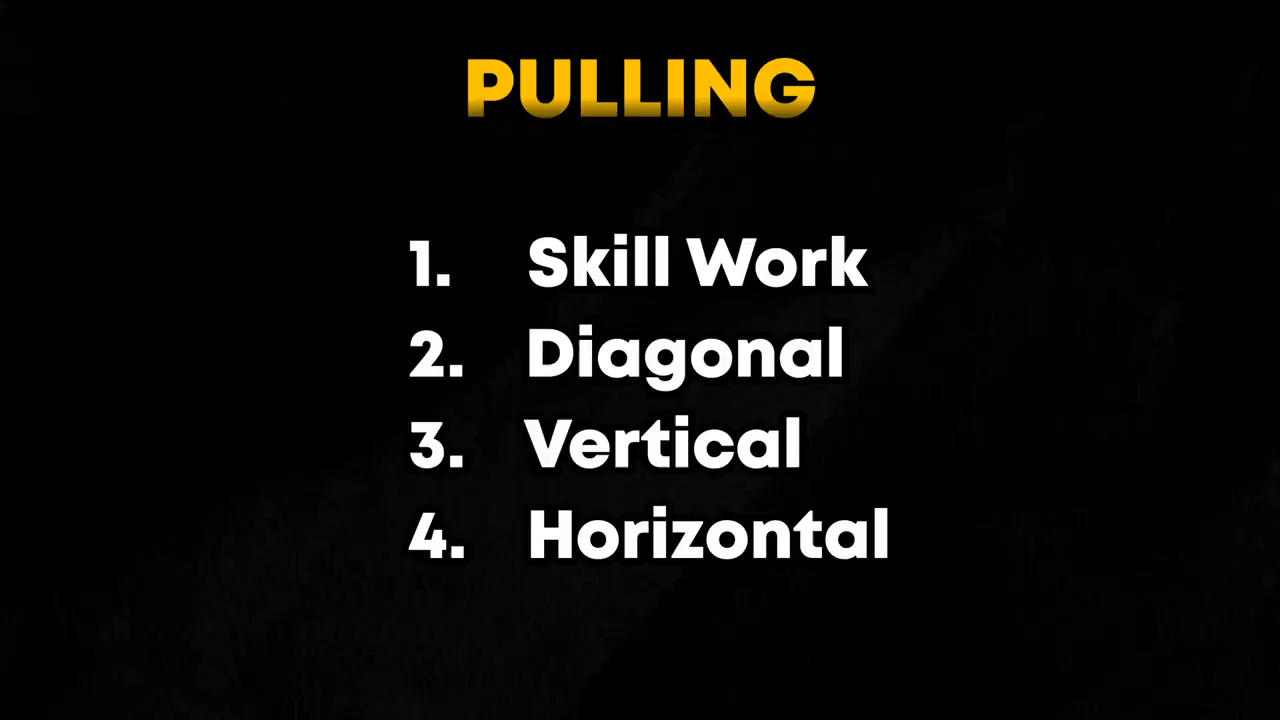 PULLING
1. Skill Work
2. Diagonal
3. Vertical
4. Horizontal